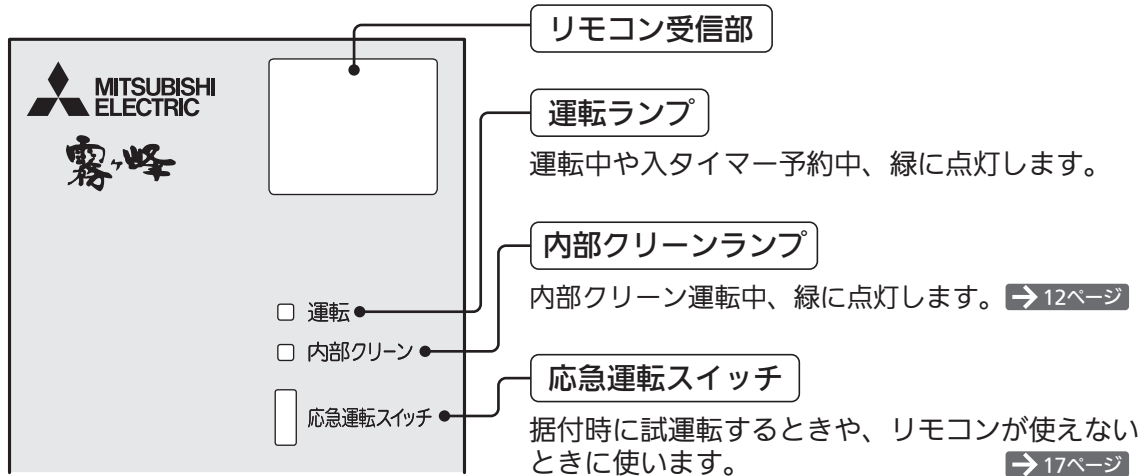 MITSUBISHI
ELECTRIC
霧ヶ峰
運転
内部クリーン
応急運転スイッチ
リモコン受信部
運転ランプ
運転中や入タイマー予約中、緑に点灯します。
内部クリーンランプ
内部クリーン運転中、緑に点灯します。 →12ページ
応急運転スイッチ
据付時に試運転するときや、リモコンが使えない
ときに使います。 →17ページ